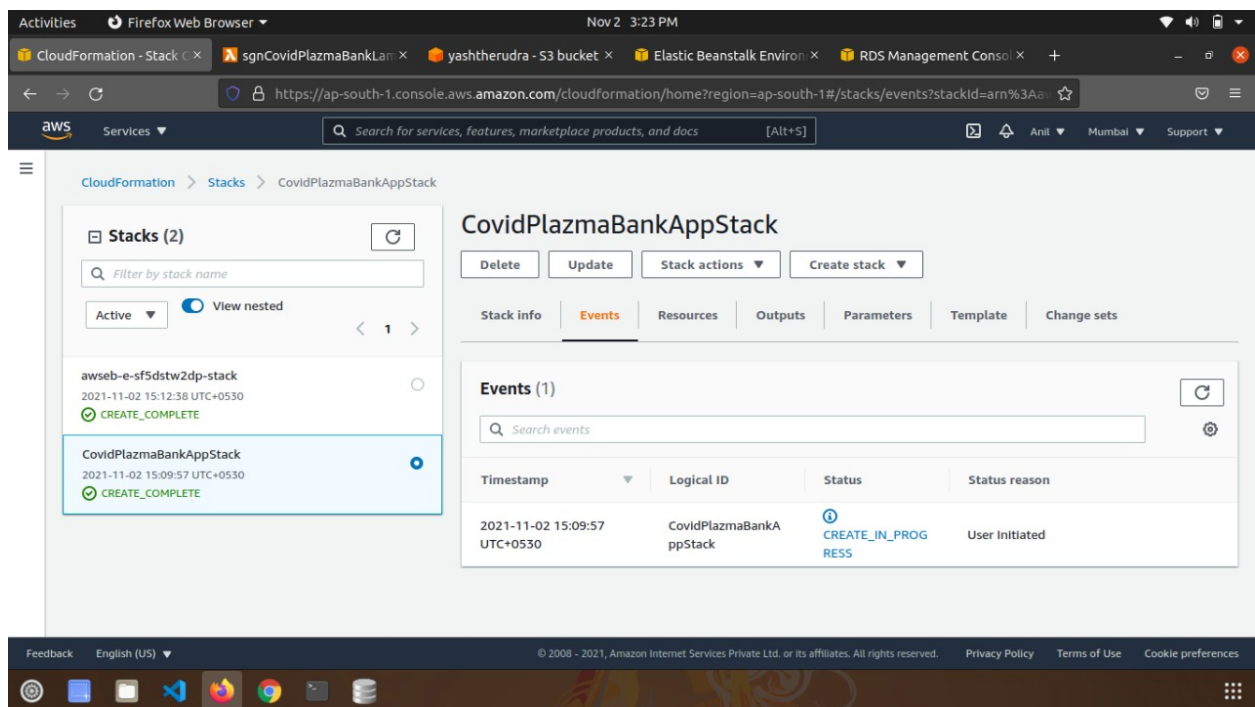 Activities
Firefox Web Browser
Nov 2 3:23 PM
CloudFormation - Stack
sgnCovidPlazmaBankLam
yashtherudra - S3 bucket
Elastic Beanstalk Environ
RDS Management Consol
https://ap-south-1.console.aws.amazon.com/cloudformation/home?region=ap-south-1#/stacks/events?stackId=arn%3Aa
aws
Services
Search for services, features, marketplace products, and docs
[Alt+S]
Anil
Mumbai
Support
CloudFormation > Stacks > CovidPlazmaBankAppStack
Stacks (2)
Filter by stack name
Active
View nested
< 1 >
awseb-e-sf5dstw2dp-stack
2021-11-02 15:12:38 UTC+0530
CREATE_COMPLETE
CovidPlazmaBankAppStack
2021-11-02 15:09:57 UTC+0530
CREATE_COMPLETE
CovidPlazmaBankAppStack
Delete
Update
Stack actions
Create stack
Stack info
Events
Resources
Outputs
Parameters
Template
Change sets
Events (1)
Search events
Timestamp
Logical ID
Status
Status reason
2021-11-02 15:09:57
UTC+0530
CovidPlazmaBankA
ppStack
CREATE_IN_PROG
RESS
User Initiated
Feedback
English (US)
© 2008 - 2021, Amazon Internet Services Private Ltd. or its affiliates. All rights reserved.
Privacy Policy
Terms of Use
Cookie preferences